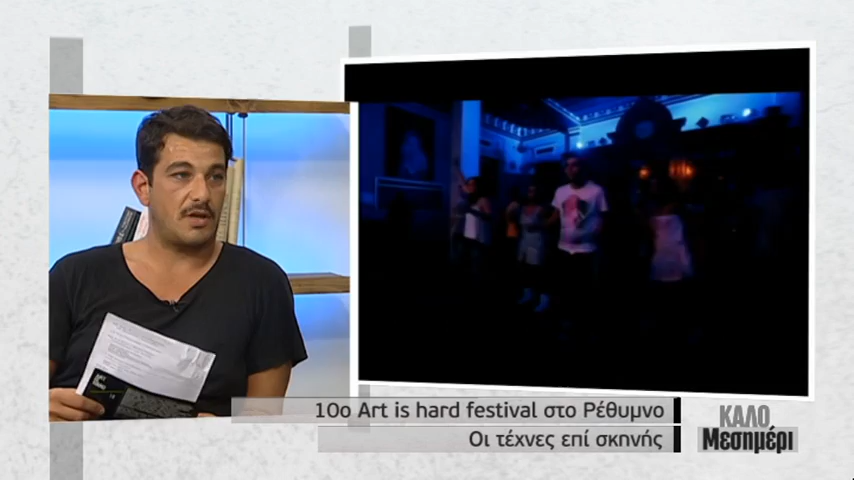 10ο Art is hard festival στο Ρέθυμνο
Οι τέχνες επί σκηνής
ΚΑΛΟ
Μεσημέρι